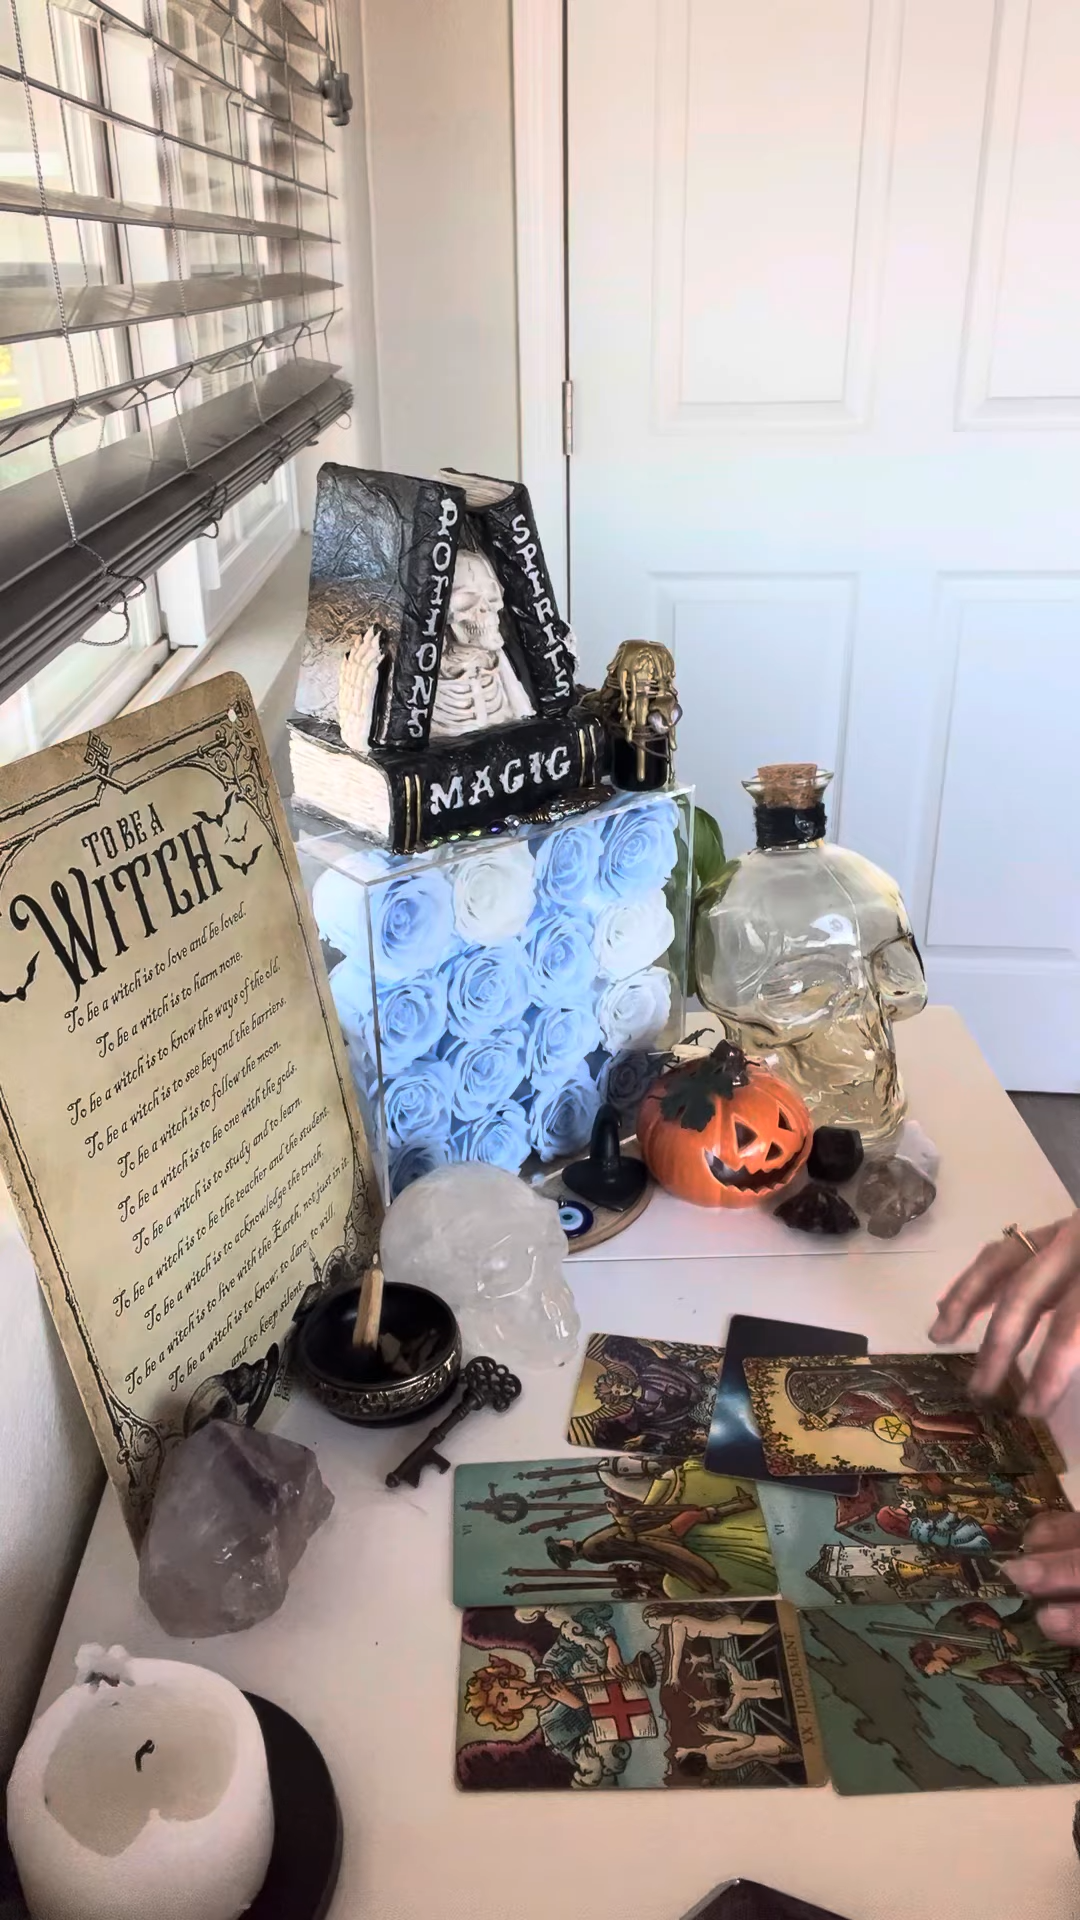 POTIONS
SPIRITS
MAGIC
TO BE A
WITCH
To be a witch is to love and be loved.
To be a witch is to harm none.
To be a witch is to know the ways of the old.
To be a witch is to see beyond the barriers.
To be a witch is to follow the moon.
To be a witch is to be one with the gods.
To be a witch is to study and to learn.
To be a witch is to be the teacher and the student.
To be a witch is to acknowledge the truth.
To be a witch is to live with the Earth, not just in it.
To be a witch is to know; to dare, to will,
and to keep silent.
VI
VI
XX - JUDGEMENT
V